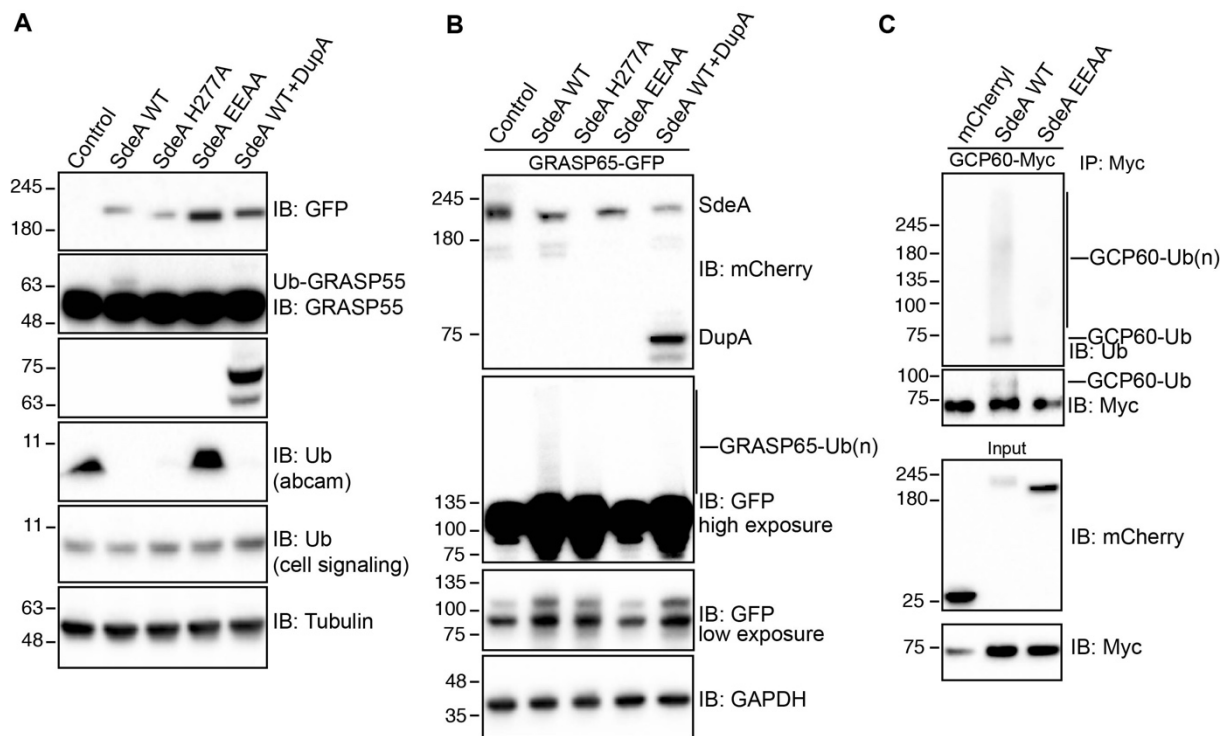 A
Control
SdeA WT
SdeA H277A
SdeA EEAA
SdeA WT+DupA
245
180
IB: GFP
63
48
Ub-GRASP55
IB: GRASP55
75
63
11
IB: Ub
(abcam)
11
IB: Ub
(cell signaling)
63
48
IB: Tubulin
B
Control
SdeA WT
SdeA H277A
SdeA EEAA
SdeA WT+DupA
GRASP65-GFP
245
180
75
SdeA
IB: mCherry
DupA
GRASP65-Ub(n)
135
100
75
IB: GFP
high exposure
135
100
75
IB: GFP
low exposure
48
35
IB: GAPDH
C
mCherryl
SdeA WT
SdeA EEAA
GCP60-Myc
IP: Myc
245
180
135
100
75
GCP60-Ub(n)
GCP60-Ub
IB: Ub
100
75
GCP60-Ub
IB: Myc
Input
245
180
25
IB: mCherry
75
IB: Myc